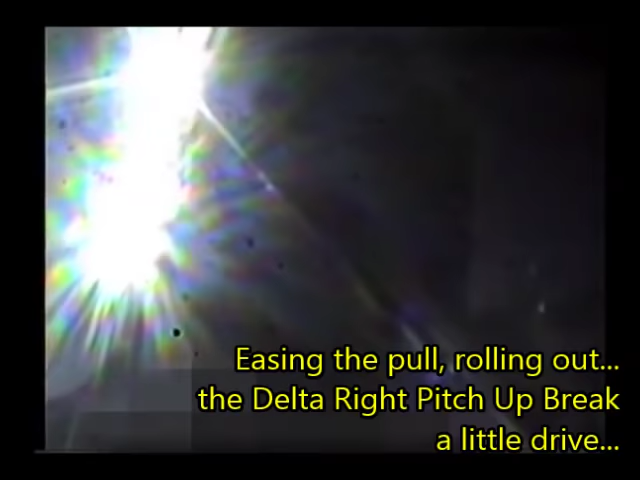 Easing the pull, rolling out...
the Delta Right Pitch Up Break
a little drive...